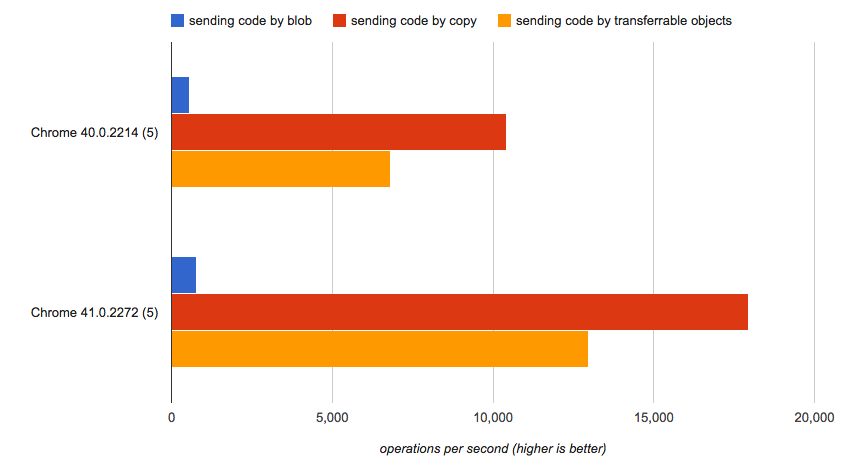 sending code by blob sending code by copy sending code by transferrable objects
Chrome 40.0.2214 (5)
Chrome 41.0.2272 (5)
0 5,000 10,000 15,000 20,000
operations per second (higher is better)